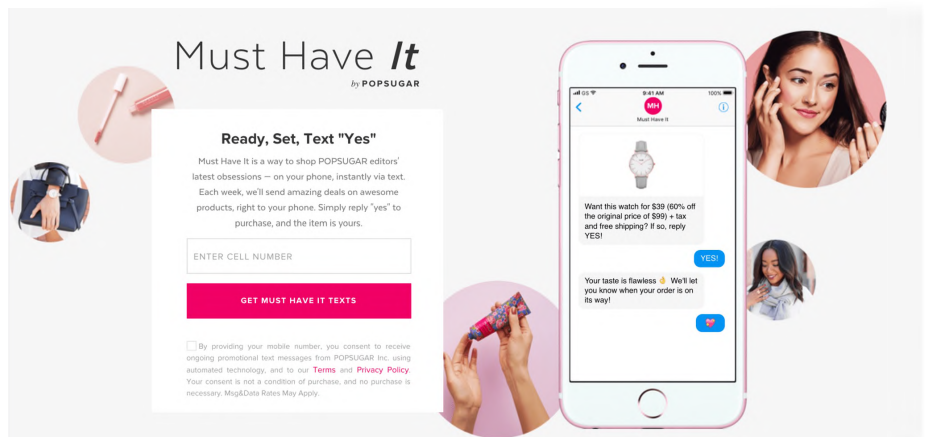 Must Have It
by POPSUGAR
Ready, Set, Text "Yes"
Must Have It is a way to shop POPSUGAR editors'
latest obsessions — on your phone, instantly via text.
Each week, we'll send amazing deals on awesome
products, right to your phone. Simply reply "yes" to
purchase, and the item is yours.
ENTER CELL NUMBER
GET MUST HAVE IT TEXTS
By providing your mobile number, you consent to receive
ongoing promotional text messages from POPSUGAR Inc. using
automated technology, and to our Terms and Privacy Policy.
Your consent is not a condition of purchase, and no purchase is
necessary. Msg&Data Rates May Apply.
GS 9:41 AM 100%
MH
Must Have It
Want this watch for $39 (60% off
the original price of $99) + tax
and free shipping? If so, reply
YES!
YES!
Your taste is flawless 👌 We'll let
you know when your order is on
its way!
💖